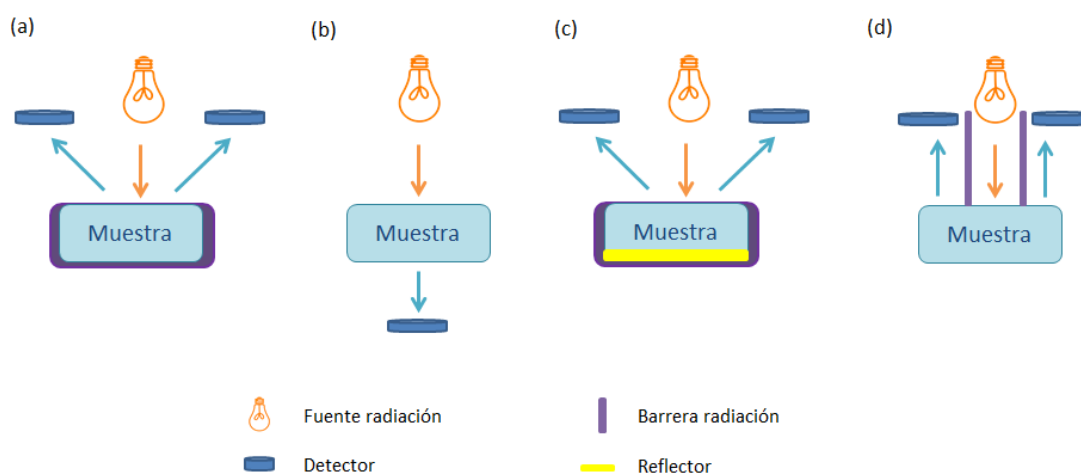 (a)
(b)
(c)
(d)
Muestra
Muestra
Muestra
Muestra
Fuente radiación
Barrera radiación
Detector
Reflector